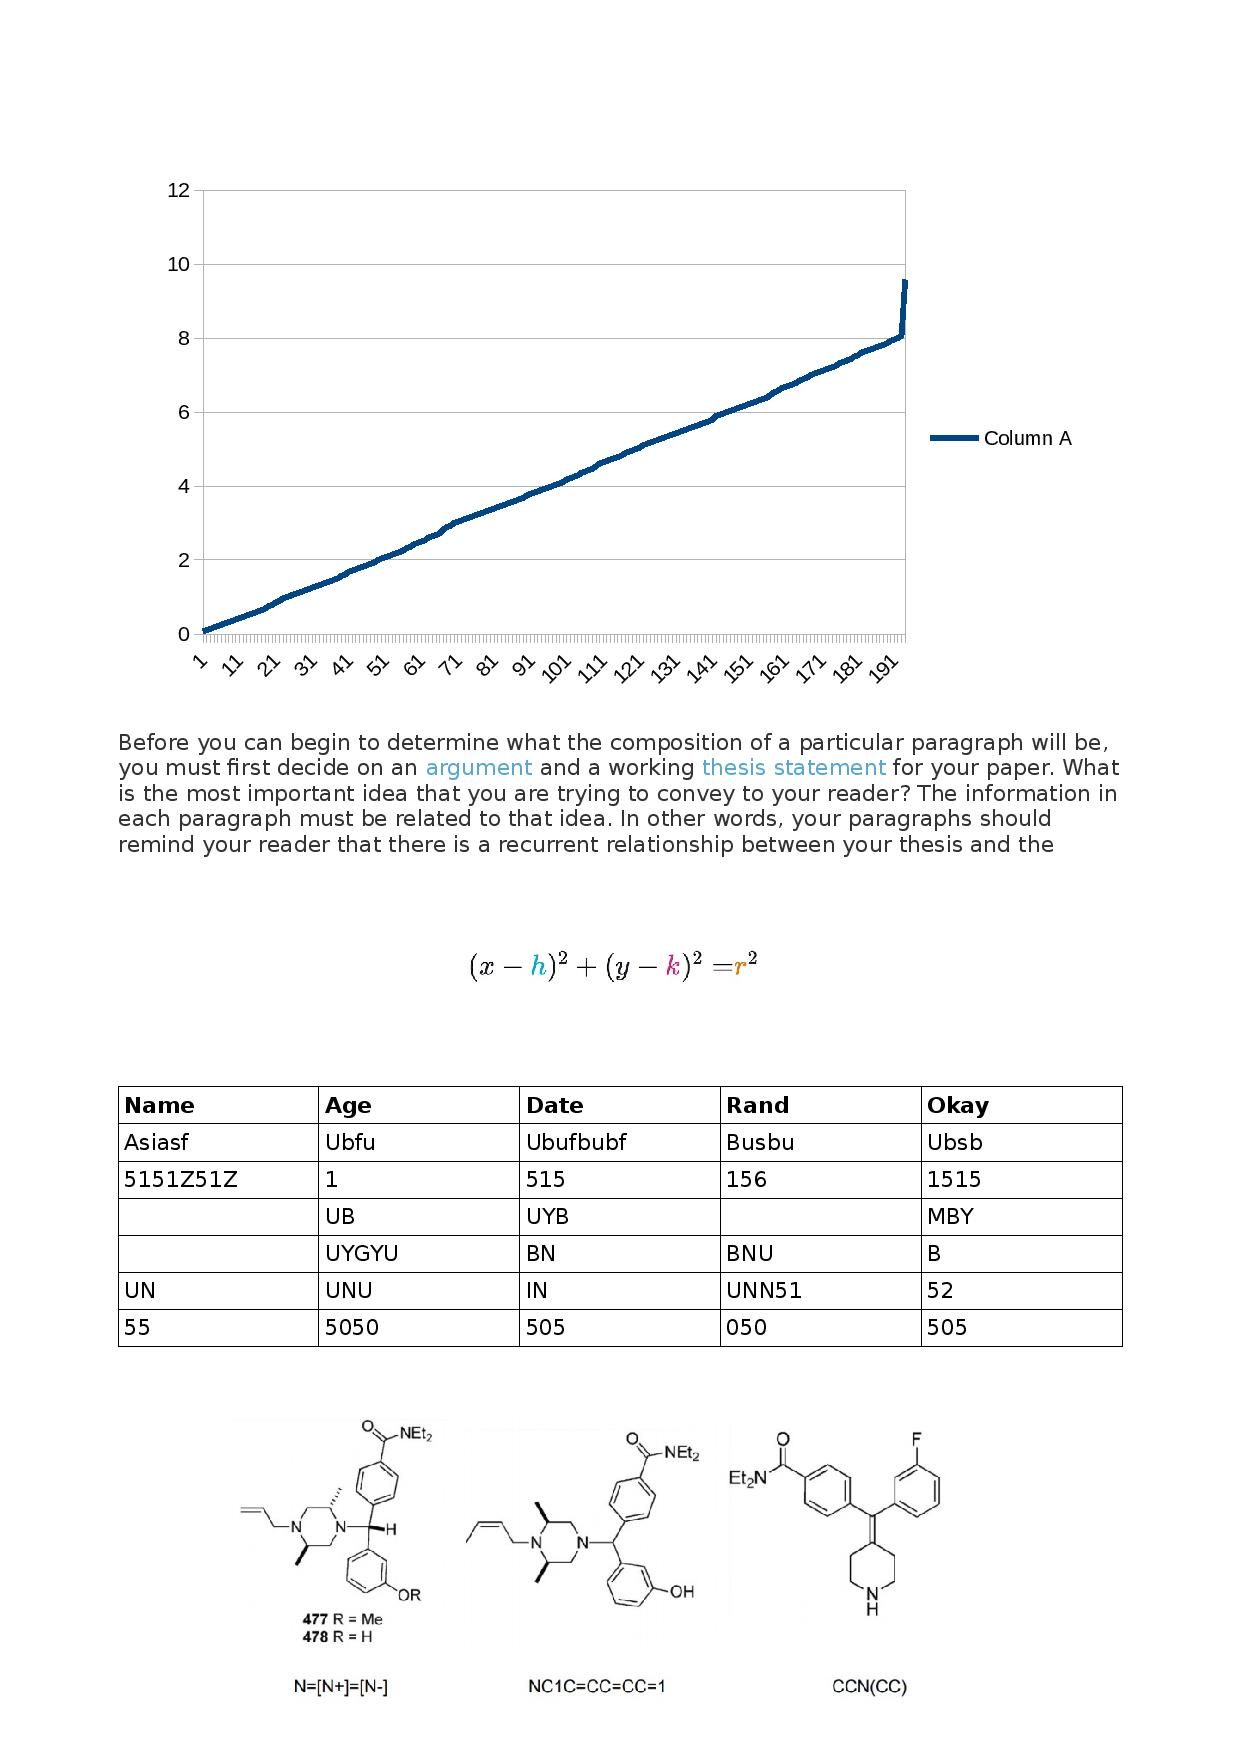 12
10
8
6
4
2
0
1 11 21 31 41 51 61 71 81 91 101 111 121 131 141 151 161 171 181 191
Column A
Before you can begin to determine what the composition of a particular paragraph will be,
you must first decide on an argument and a working thesis statement for your paper. What
is the most important idea that you are trying to convey to your reader? The information in
each paragraph must be related to that idea. In other words, your paragraphs should
remind your reader that there is a recurrent relationship between your thesis and the
(x − h)² + (y − k)² =r²
Name Age Date Rand Okay
Asiasf Ubfu Ubufbubf Busbu Ubsb
5151Z51Z 1 515 156 1515
UB UYB MBY
UYGYU BN BNU B
UN UNU IN UNN51 52
55 5050 505 050 505
O NEt₂
N N H
OR
477 R = Me
478 R = H
O NEt₂
N N
OH
O F
Et₂N
N
H
N=[N+]=[N-] NC1C=CC=CC=1 CCN(CC)